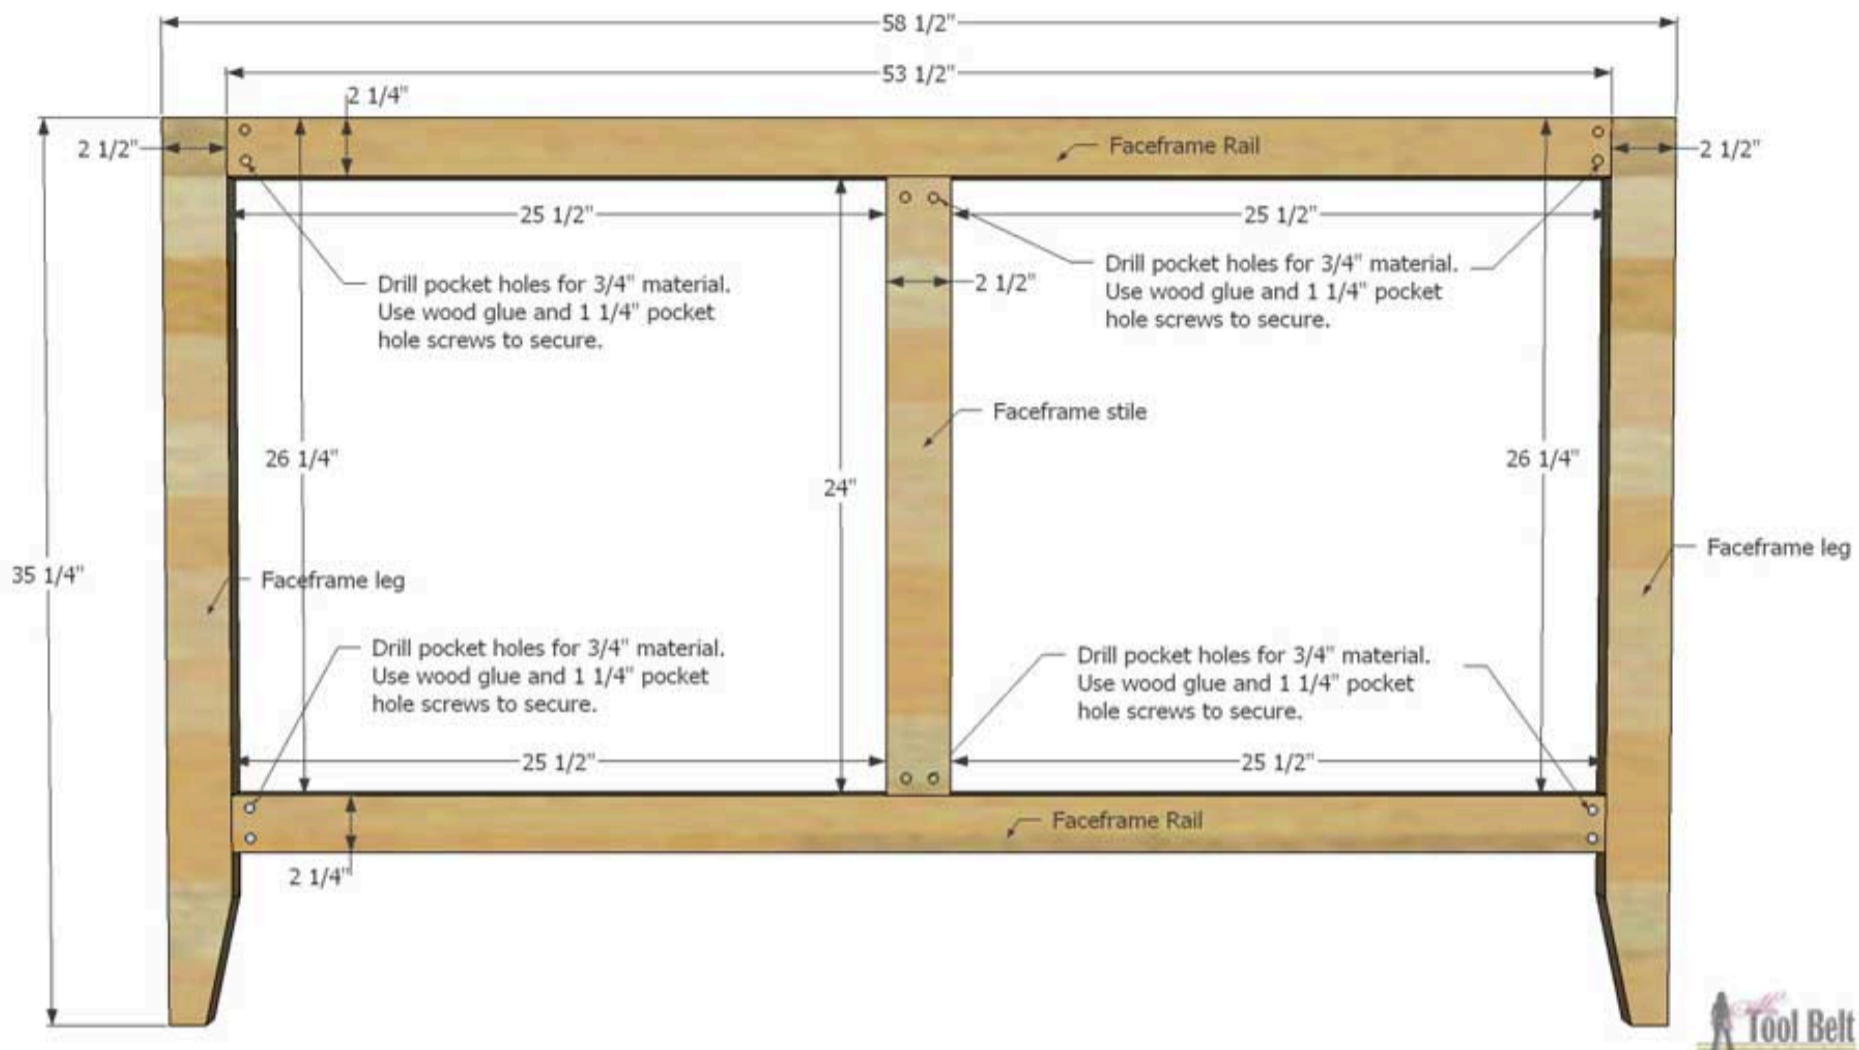 58 1/2"
53 1/2"
2 1/4"
2 1/2"
Faceframe Rail
2 1/2"
25 1/2"
25 1/2"
Drill pocket holes for 3/4" material.
Use wood glue and 1 1/4" pocket
hole screws to secure.
2 1/2"
Drill pocket holes for 3/4" material.
Use wood glue and 1 1/4" pocket
hole screws to secure.
Faceframe stile
26 1/4"
24"
26 1/4"
35 1/4"
Faceframe leg
Faceframe leg
Drill pocket holes for 3/4" material.
Use wood glue and 1 1/4" pocket
hole screws to secure.
Drill pocket holes for 3/4" material.
Use wood glue and 1 1/4" pocket
hole screws to secure.
25 1/2"
25 1/2"
Faceframe Rail
2 1/4"
Tool Belt